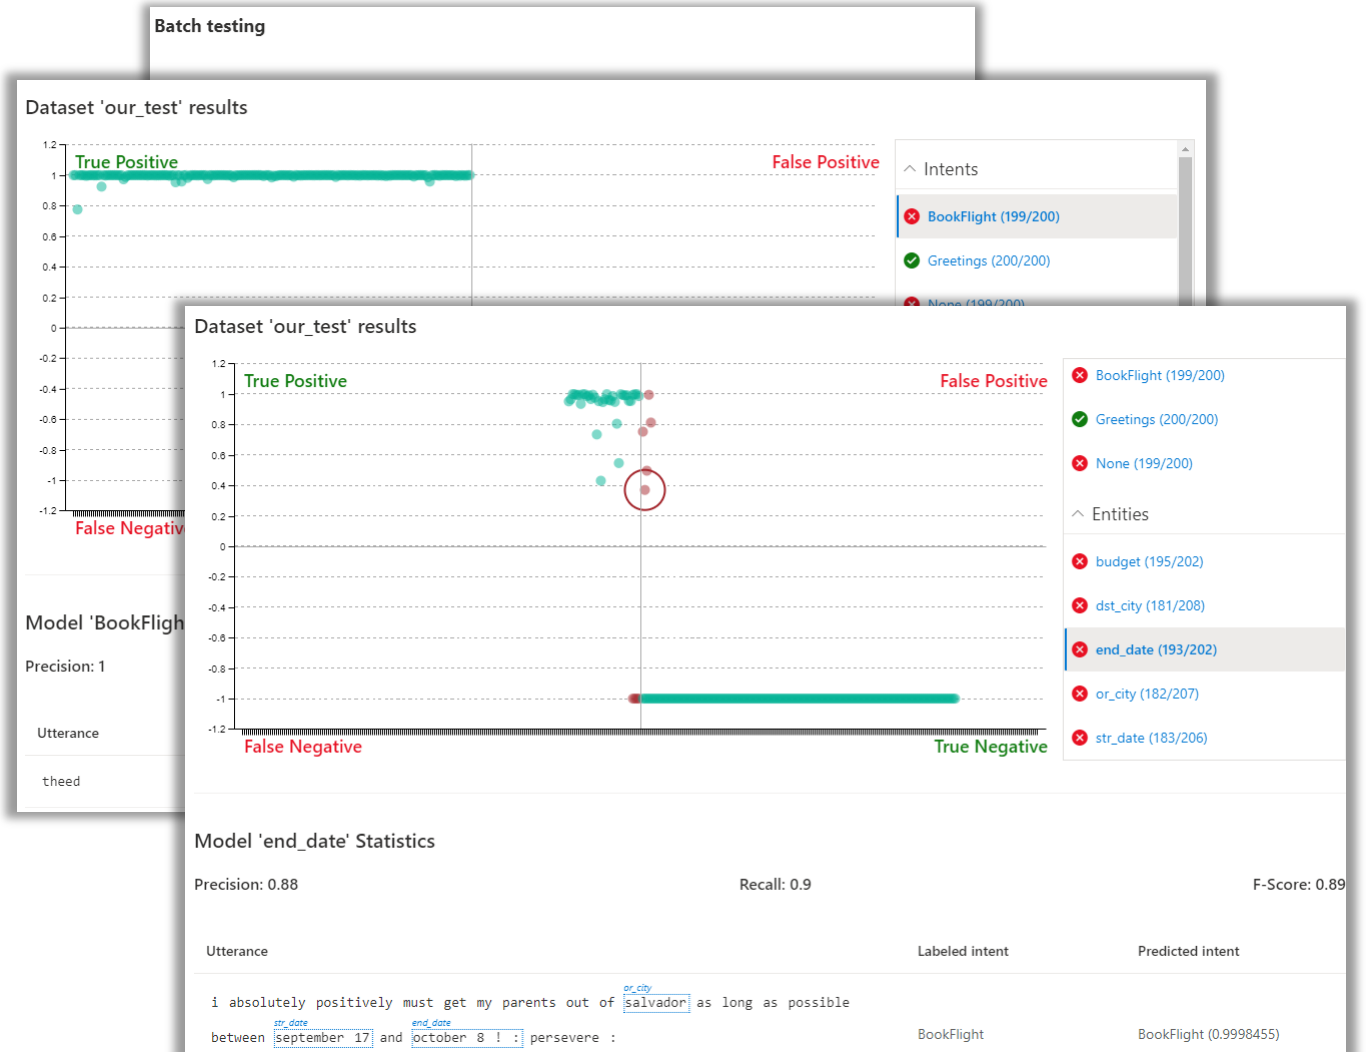 Batch testing
Dataset 'our_test' results
1.2
1
0.8
0.6
0.4
0.2
0
-0.2
-0.4
-0.6
-0.8
-1
-1.2
True Positive
False Positive
False Negativ
Intents
BookFlight (199/200)
Greetings (200/200)
None (199/200)
Model 'BookFligh
Precision: 1
Utterance
theed
Dataset 'our_test' results
1.2
1
0.8
0.6
0.4
0.2
0
-0.2
-0.4
-0.6
-0.8
-1
-1.2
True Positive
False Positive
False Negative
True Negative
BookFlight (199/200)
Greetings (200/200)
None (199/200)
Entities
budget (195/202)
dst_city (181/208)
end_date (193/202)
or_city (182/207)
str_date (183/206)
Model 'end_date' Statistics
Precision: 0.88 Recall: 0.9 F-Score: 0.89
Utterance Labeled intent Predicted intent
or_city
i absolutely positively must get my parents out of salvador as long as possible
str_date end_date
between september 17 and october 8 ! : persevere :
BookFlight BookFlight (0.9998455)